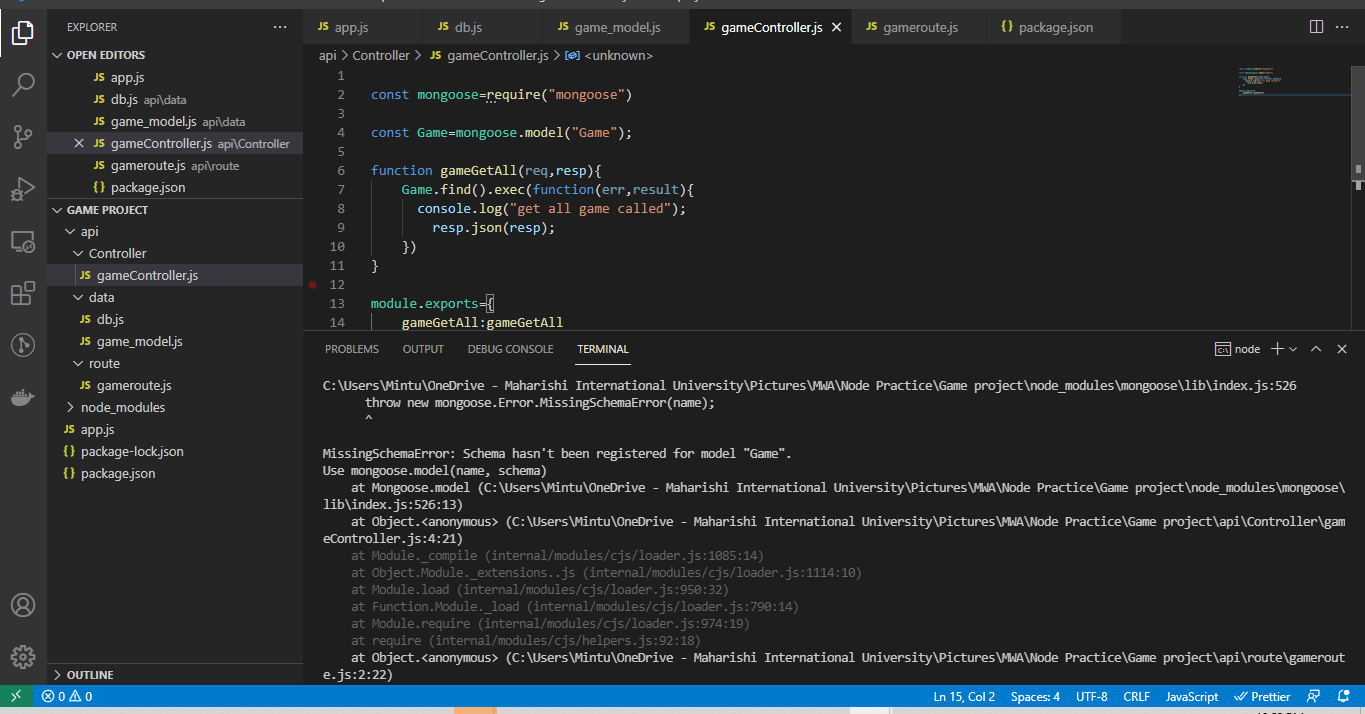 EXPLORER
OPEN EDITORS
JS app.js
JS db.js api\data
JS game_model.js api\data
JS gameController.js api\Controller
JS gameroute.js api\route
{} package.json
GAME PROJECT
api
Controller
JS gameController.js
data
JS db.js
JS game_model.js
route
JS gameroute.js
node_modules
JS app.js
{} package-lock.json
{} package.json
OUTLINE
JS app.js JS db.js JS game_model.js JS gameController.js JS gameroute.js {} package.json
api > Controller > JS gameController.js > <unknown>
1
2 const mongoose=require("mongoose")
3
4 const Game=mongoose.model("Game");
5
6 function gameGetAll(req,resp){
7 Game.find().exec(function(err,result){
8 console.log("get all game called");
9 resp.json(resp);
10 })
11 }
12
13 module.exports={
14 gameGetAll:gameGetAll
PROBLEMS OUTPUT DEBUG CONSOLE TERMINAL
node
C:\Users\Mintu\OneDrive - Maharishi International University\Pictures\MWA\Node Practice\Game project\node_modules\mongoose\lib\index.js:526
throw new mongoose.Error.MissingSchemaError(name);
^
MissingSchemaError: Schema hasn't been registered for model "Game".
Use mongoose.model(name, schema)
at Mongoose.model (C:\Users\Mintu\OneDrive - Maharishi International University\Pictures\MWA\Node Practice\Game project\node_modules\mongoose\
lib\index.js:526:13)
at Object.<anonymous> (C:\Users\Mintu\OneDrive - Maharishi International University\Pictures\MWA\Node Practice\Game project\api\Controller\gam
eController.js:4:21)
at Module._compile (internal/modules/cjs/loader.js:1085:14)
at Object.Module._extensions..js (internal/modules/cjs/loader.js:1114:10)
at Module.load (internal/modules/cjs/loader.js:950:32)
at Function.Module._load (internal/modules/cjs/loader.js:790:14)
at Module.require (internal/modules/cjs/loader.js:974:19)
at require (internal/modules/cjs/helpers.js:92:18)
at Object.<anonymous> (C:\Users\Mintu\OneDrive - Maharishi International University\Pictures\MWA\Node Practice\Game project\api\route\gamerout
e.js:2:22)
0 0 Ln 15, Col 2 Spaces: 4 UTF-8 CRLF JavaScript Prettier